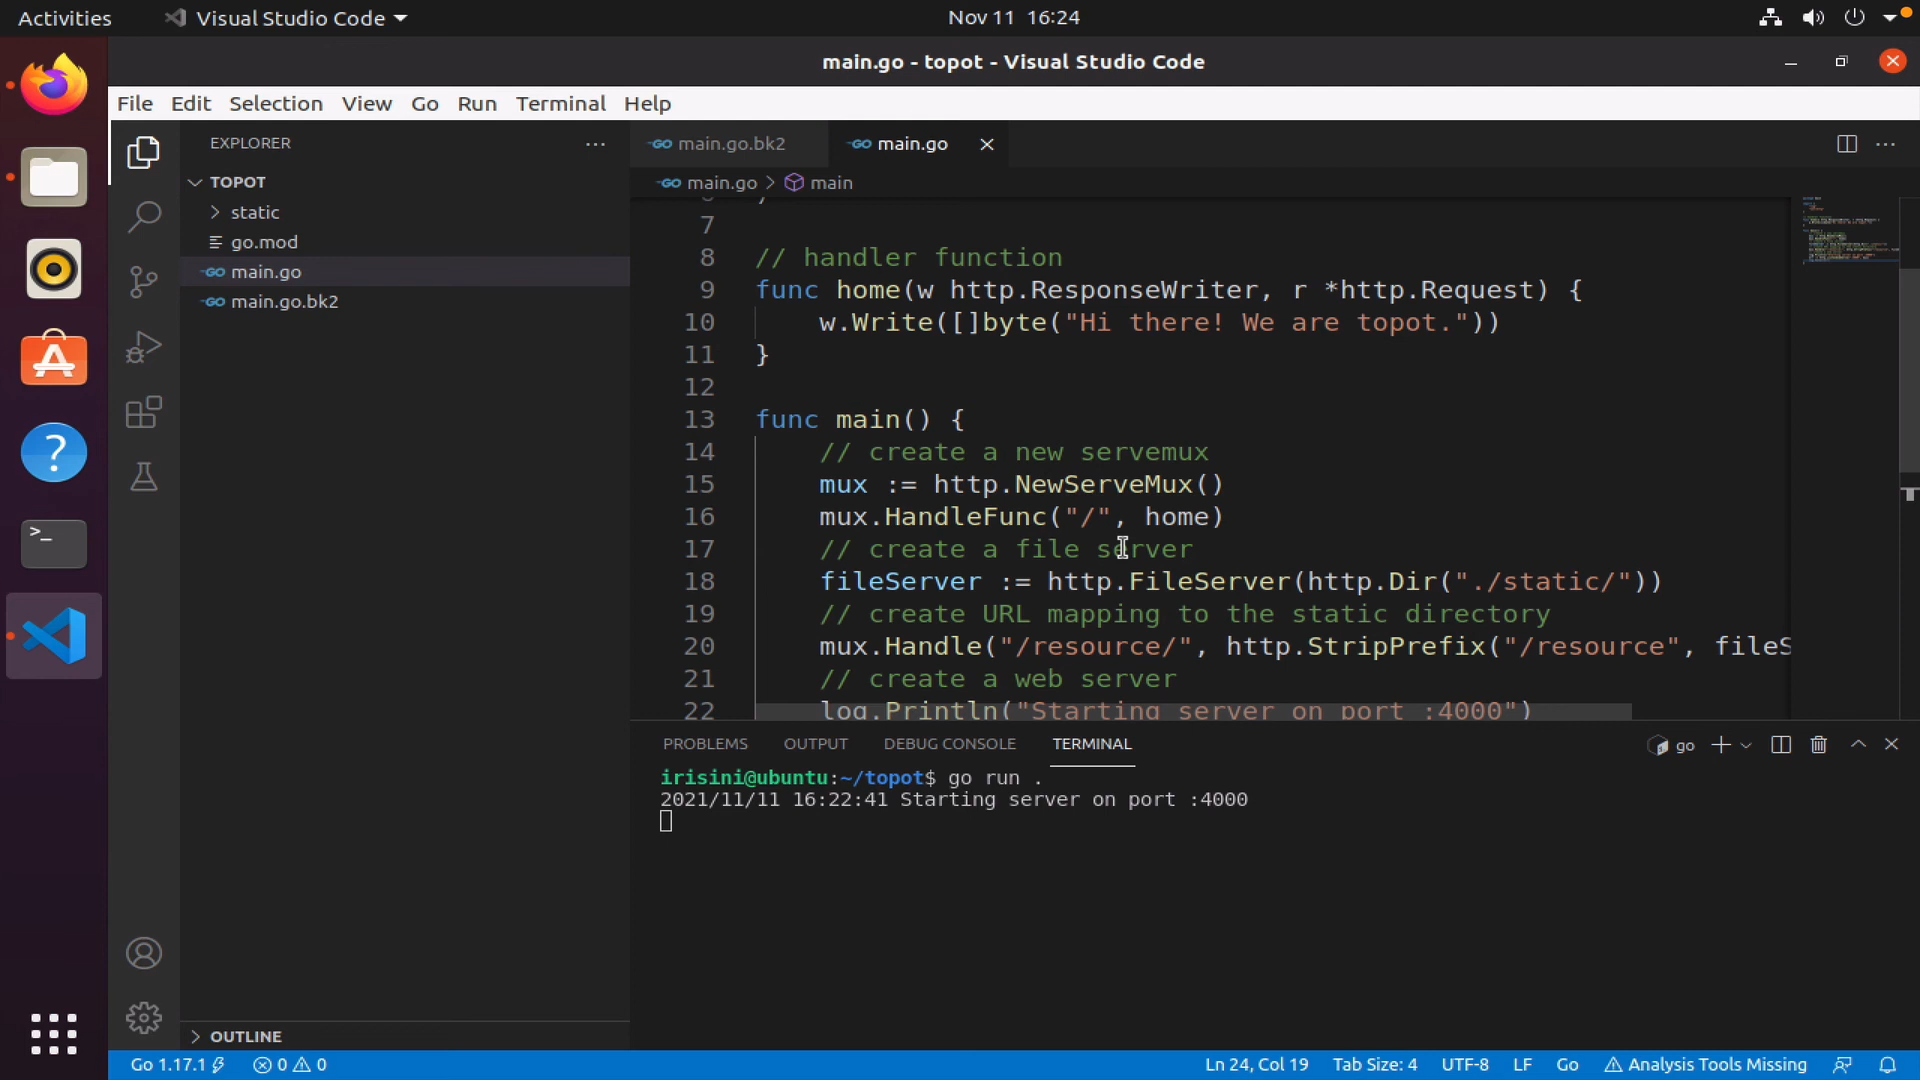 Activities
Visual Studio Code
Nov 11 16:24
main.go - topot - Visual Studio Code
File Edit Selection View Go Run Terminal Help
EXPLORER
TOPOT
static
go.mod
main.go
main.go.bk2
OUTLINE
main.go.bk2
main.go
main.go > main
7
8 // handler function
9 func home(w http.ResponseWriter, r *http.Request) {
10 w.Write([]byte("Hi there! We are topot."))
11 }
12
13 func main() {
14 // create a new servemux
15 mux := http.NewServeMux()
16 mux.HandleFunc("/", home)
17 // create a file server
18 fileServer := http.FileServer(http.Dir("./static/"))
19 // create URL mapping to the static directory
20 mux.Handle("/resource/", http.StripPrefix("/resource", fileS
21 // create a web server
22 log.Println("Starting server on port :4000")
PROBLEMS OUTPUT DEBUG CONSOLE TERMINAL
go
irisini@ubuntu:~/topot$ go run .
2021/11/11 16:22:41 Starting server on port :4000
Go 1.17.1
0 0
Ln 24, Col 19 Tab Size: 4 UTF-8 LF Go Analysis Tools Missing